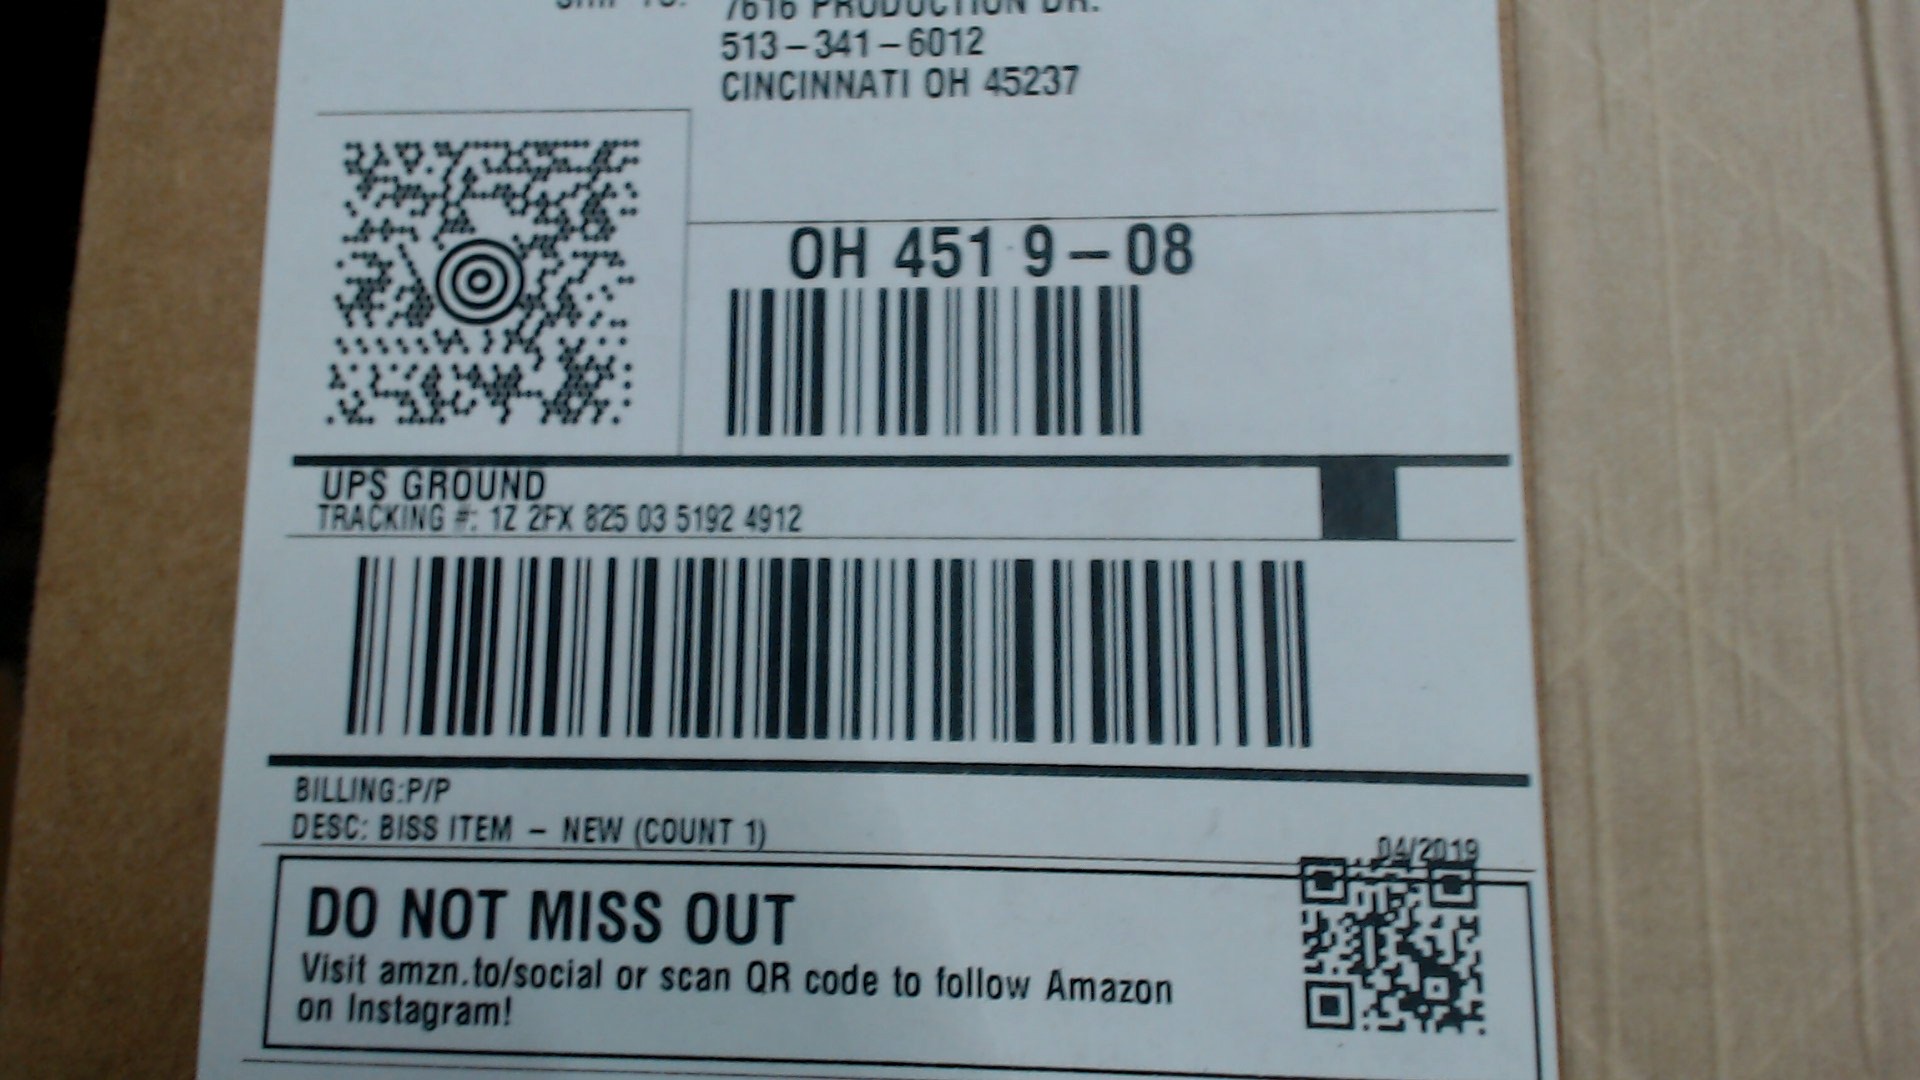 SHIP TO:
7616 PRODUCTION DR.
513-341-6012
CINCINNATI OH 45237
OH 451 9-08
UPS GROUND
TRACKING #: 1Z 2FX 825 03 5192 4912
BILLING:P/P
DESC: BISS ITEM - NEW (COUNT 1)
04/2019
DO NOT MISS OUT
Visit amzn.to/social or scan QR code to follow Amazon
on Instagram!